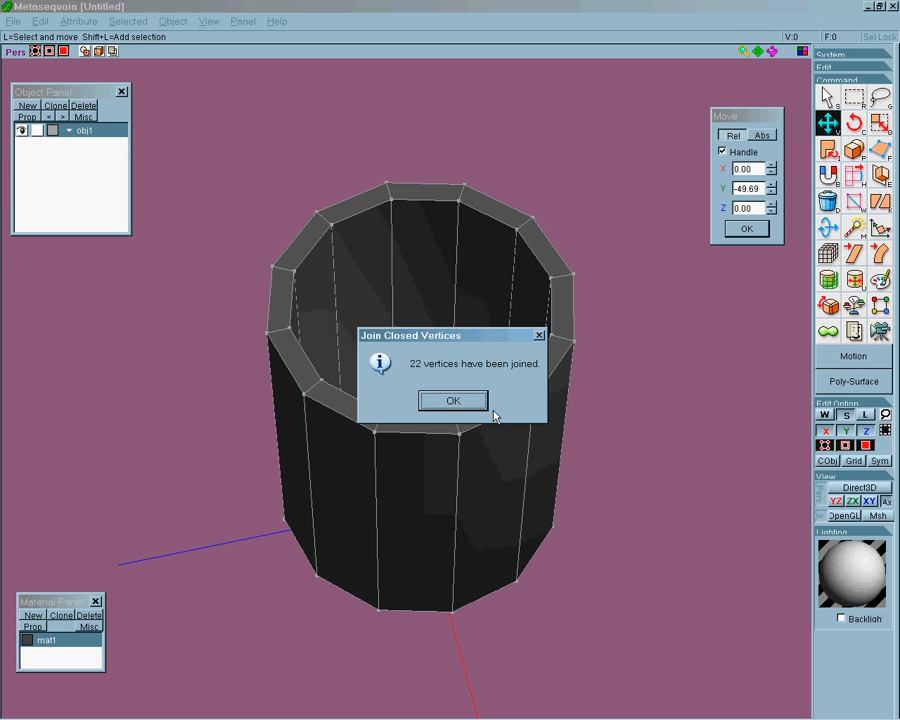 Metasequoia [Untitled]
File Edit Attribute Selected Object View Panel Help
L=Select and move Shift+L=Add selection V:0 F:0 Sel Lock
Pers
Object Panel
New Clone Delete
Prop < > Misc
obj1
Move
Rel Abs
Handle
X 0.00
Y -49.69
Z 0.00
OK
Join Closed Vertices
22 vertices have been joined.
OK
Material Panel
New Clone Delete
Prop Misc
mat1
System
Edit
Command
Motion
Poly-Surface
Edit Option
W S L
X Y Z
CObj Grid Sym
View
Pers
Direct3D
YZ ZX XY Ax
OpenGL Msh
Lighting
Backligh